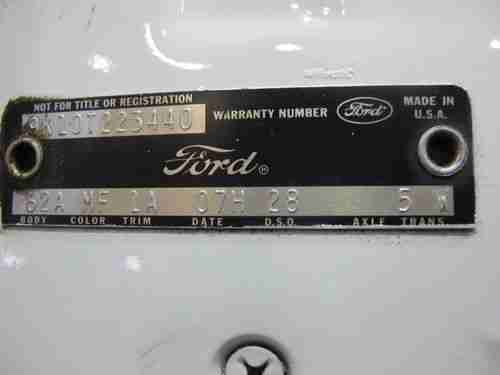 NOT FOR TITLE OR REGISTRATION
9K10T223440
WARRANTY NUMBER
Ford
MADE IN
U.S.A.
Ford
62A MF 1A 07H 28 5 W
BODY COLOR TRIM DATE D.S.O. AXLE TRANS.